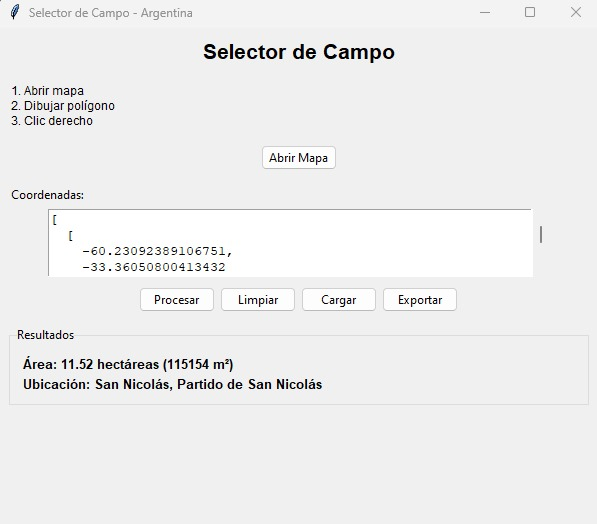 Selector de Campo - Argentina
Selector de Campo
1. Abrir mapa
2. Dibujar polígono
3. Clic derecho
Abrir Mapa
Coordenadas:
[
[
-60.23092389106751,
-33.36050800413432
Procesar Limpiar Cargar Exportar
Resultados
Área: 11.52 hectáreas (115154 m²)
Ubicación: San Nicolás, Partido de San Nicolás